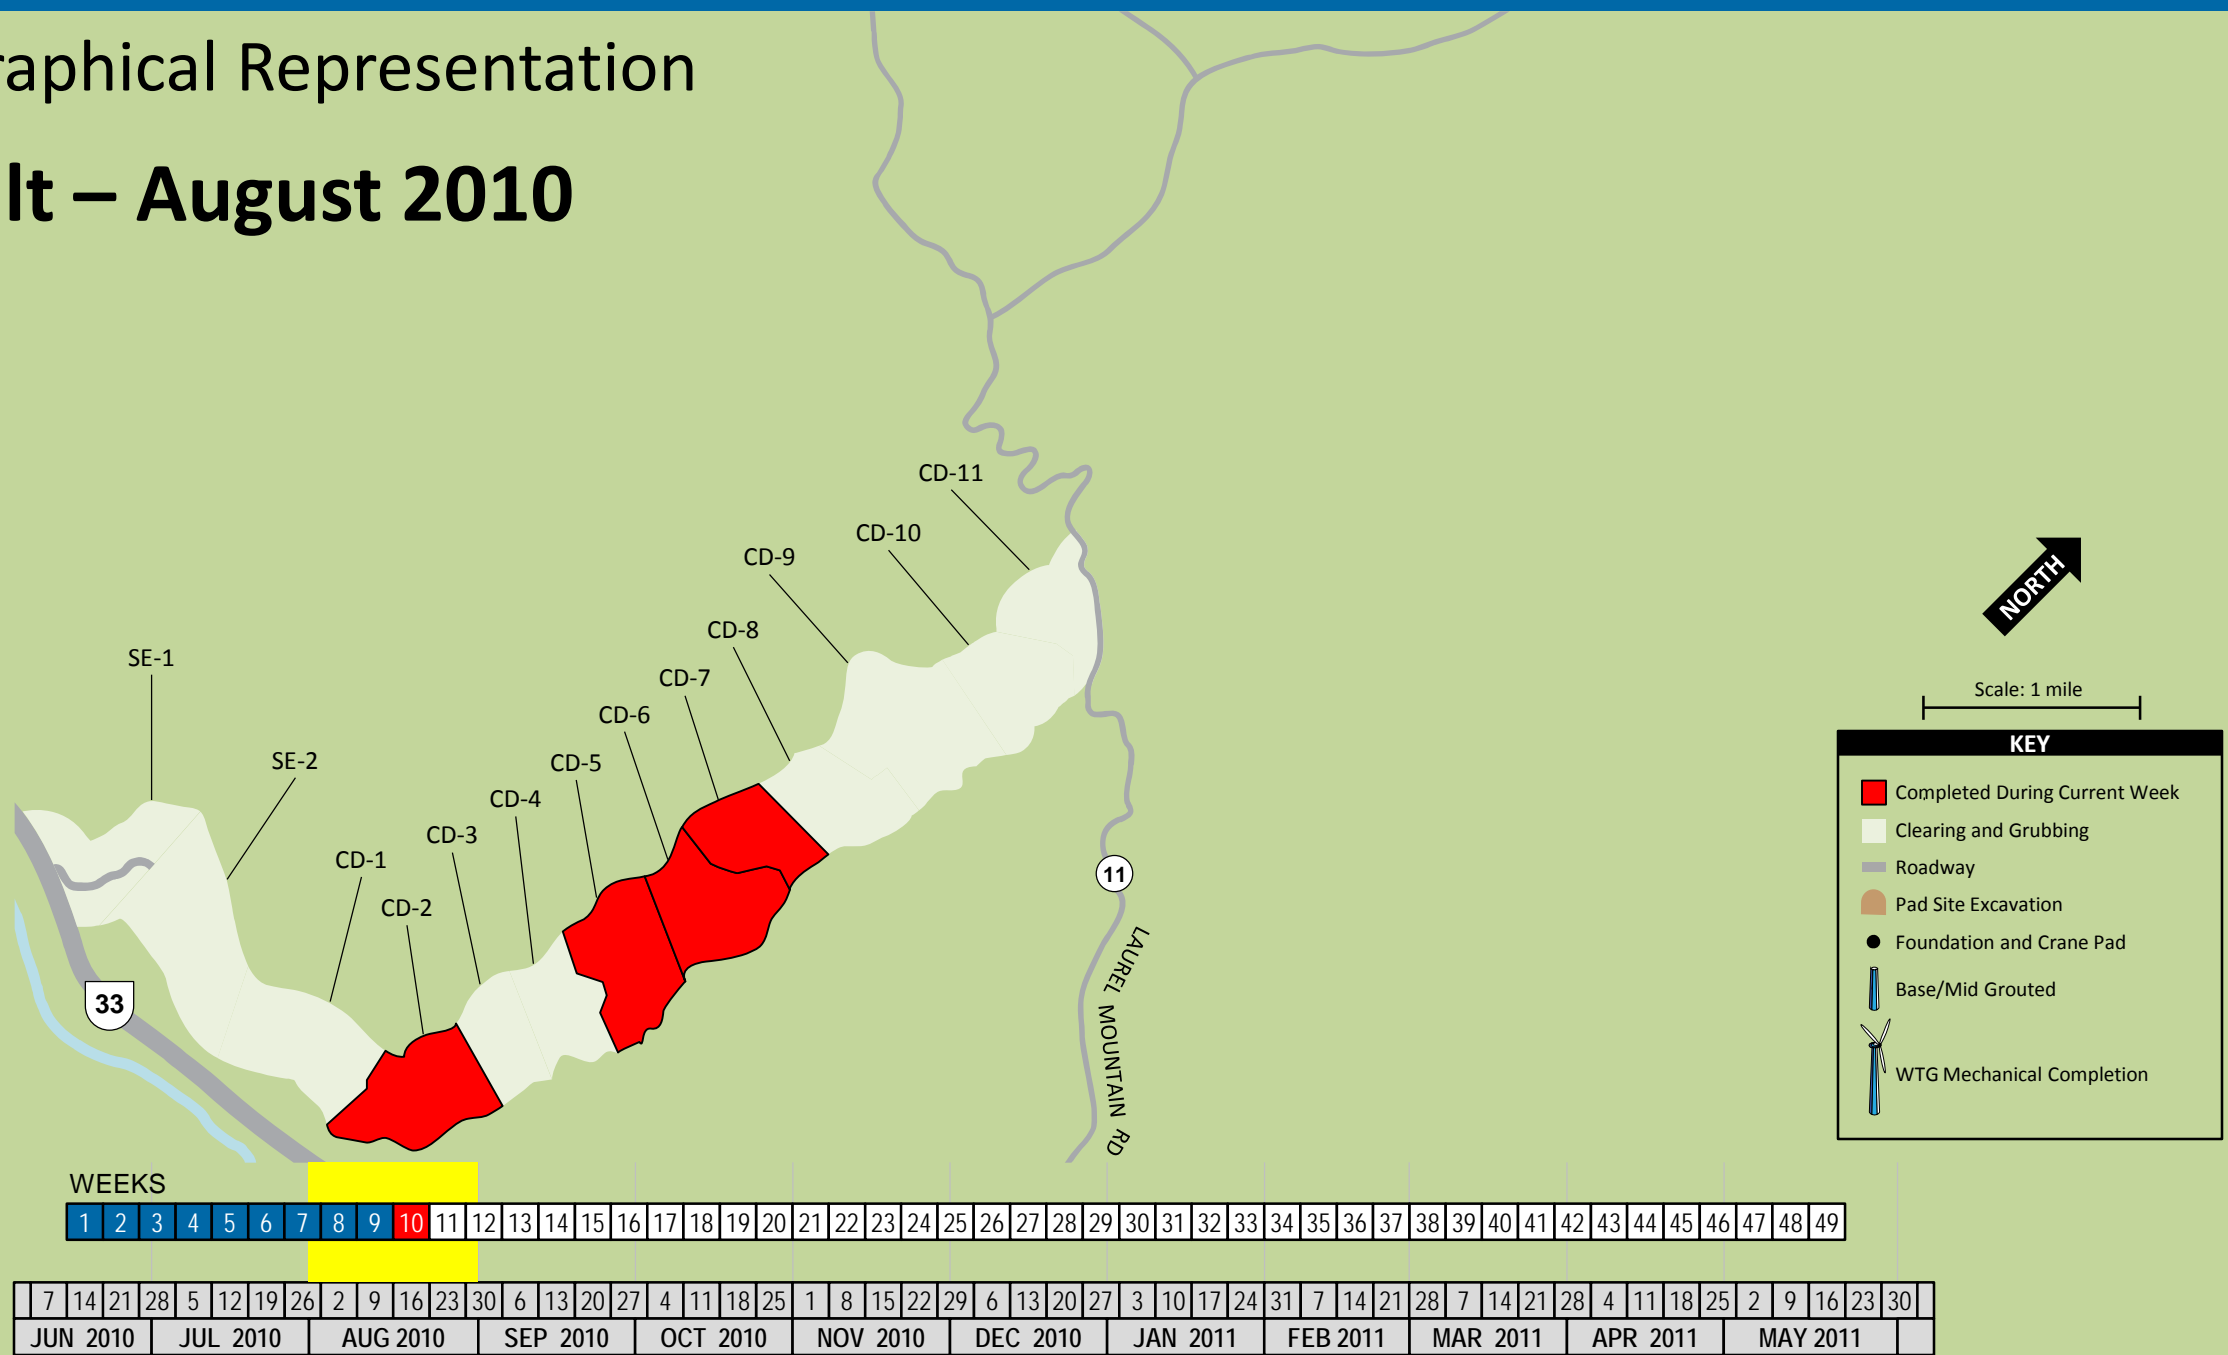 raphical Representation
lt – August 2010
CD-11
CD-10
CD-9
CD-8
CD-7
CD-6
CD-5
CD-4
CD-3
CD-2
CD-1
SE-1
SE-2
33
11
LAUREL MOUNTAIN RD
NORTH
Scale: 1 mile
KEY
Completed During Current Week
Clearing and Grubbing
Roadway
Pad Site Excavation
Foundation and Crane Pad
Base/Mid Grouted
WTG Mechanical Completion
WEEKS
1 2 3 4 5 6 7 8 9 10 11 12 13 14 15 16 17 18 19 20 21 22 23 24 25 26 27 28 29 30 31 32 33 34 35 36 37 38 39 40 41 42 43 44 45 46 47 48 49
7 14 21 28 5 12 19 26 2 9 16 23 30 6 13 20 27 4 11 18 25 1 8 15 22 29 6 13 20 27 3 10 17 24 31 7 14 21 28 7 14 21 28 4 11 18 25 2 9 16 23 30
JUN 2010 JUL 2010 AUG 2010 SEP 2010 OCT 2010 NOV 2010 DEC 2010 JAN 2011 FEB 2011 MAR 2011 APR 2011 MAY 2011